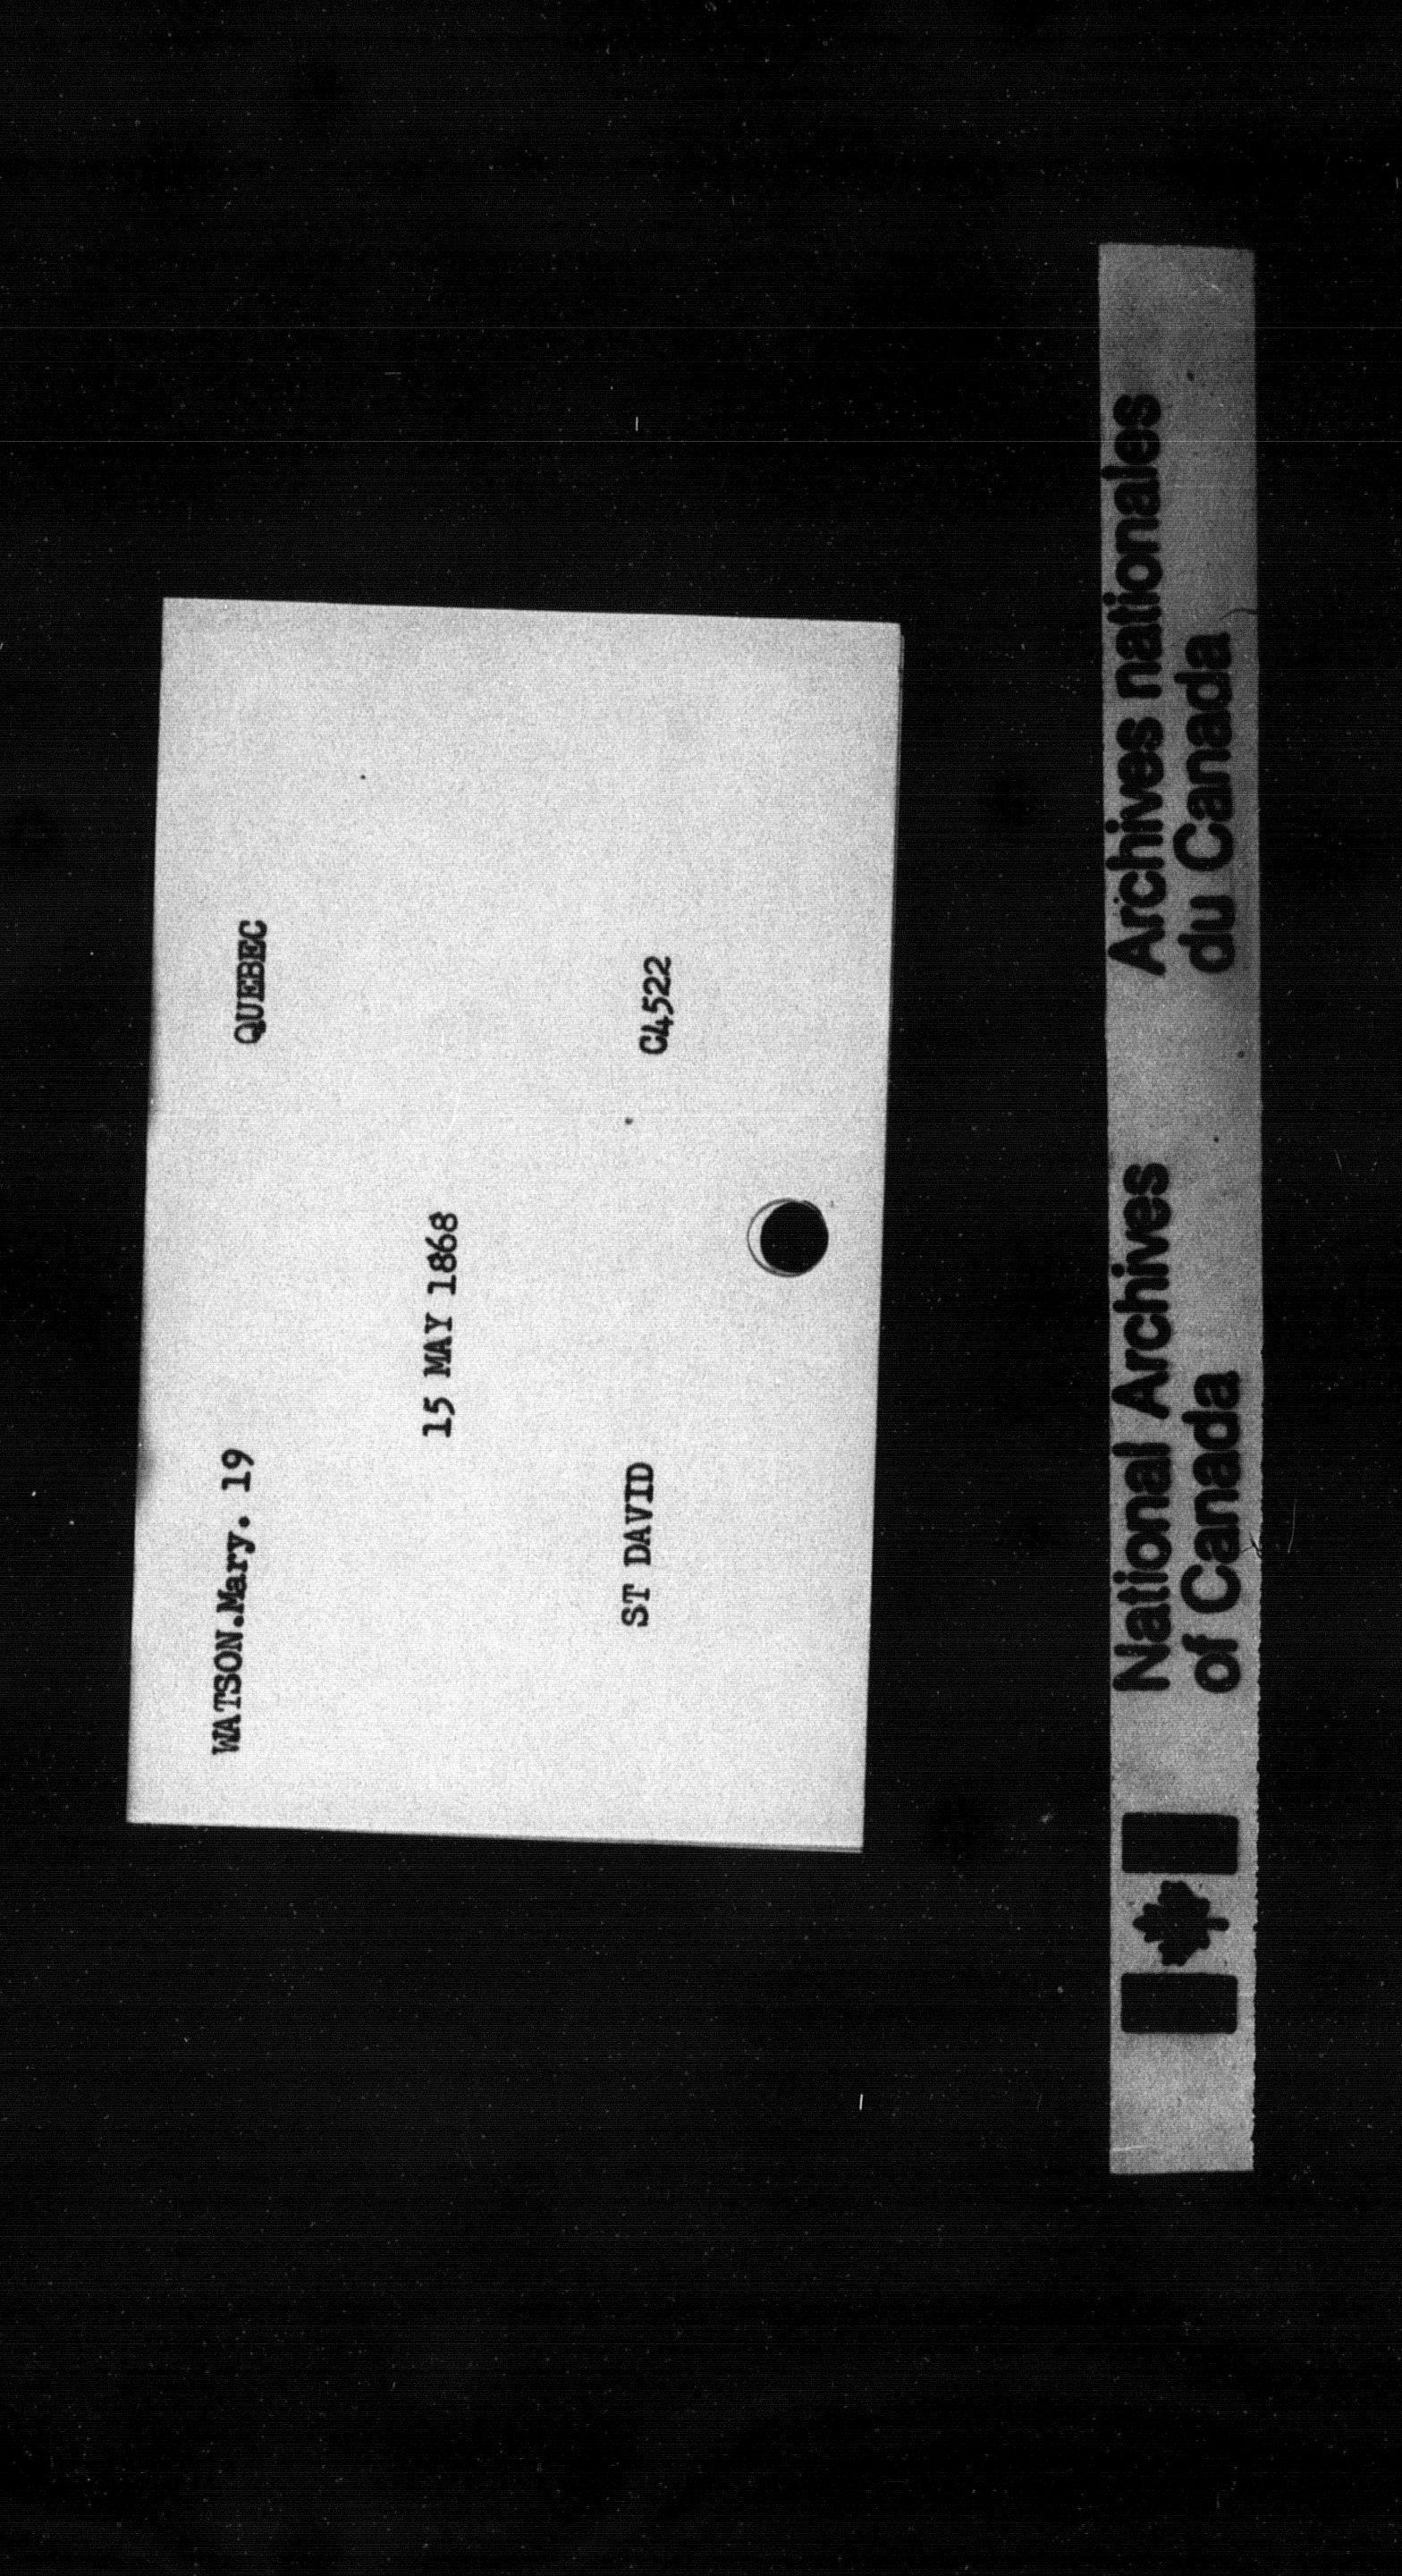 WATSON.Mary. 19 QUEBEC
15 MAY 1868
ST DAVID C4522
National Archives
of Canada
Archives nationales
du Canada